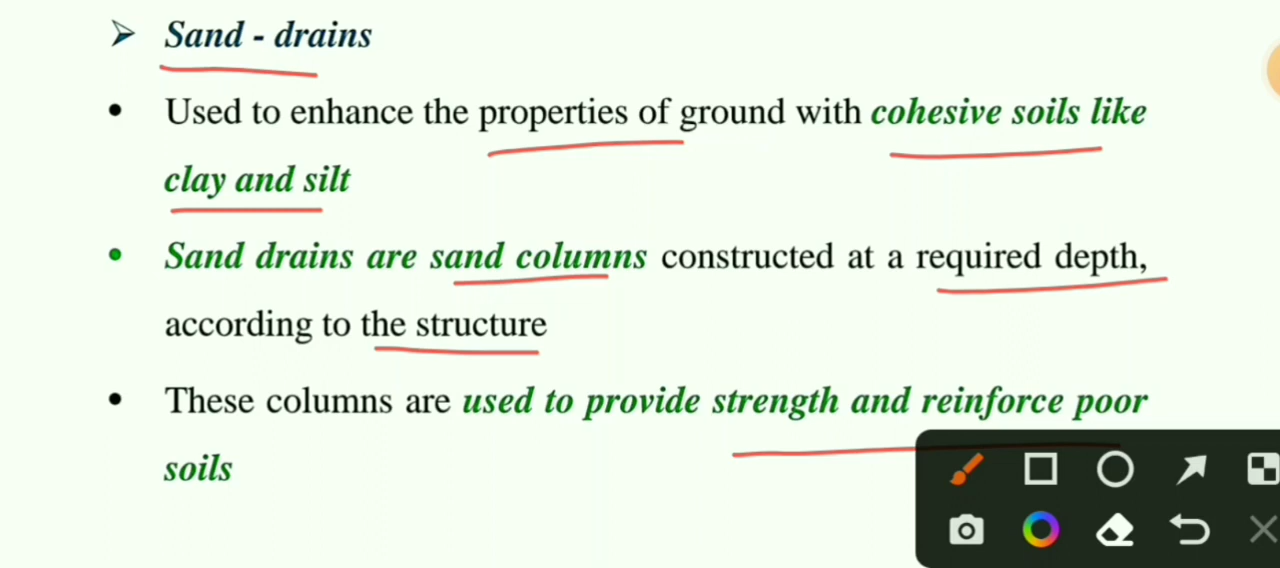 ➤ Sand - drains
• Used to enhance the properties of ground with cohesive soils like
clay and silt
• Sand drains are sand columns constructed at a required depth,
according to the structure
• These columns are used to provide strength and reinforce poor
soils